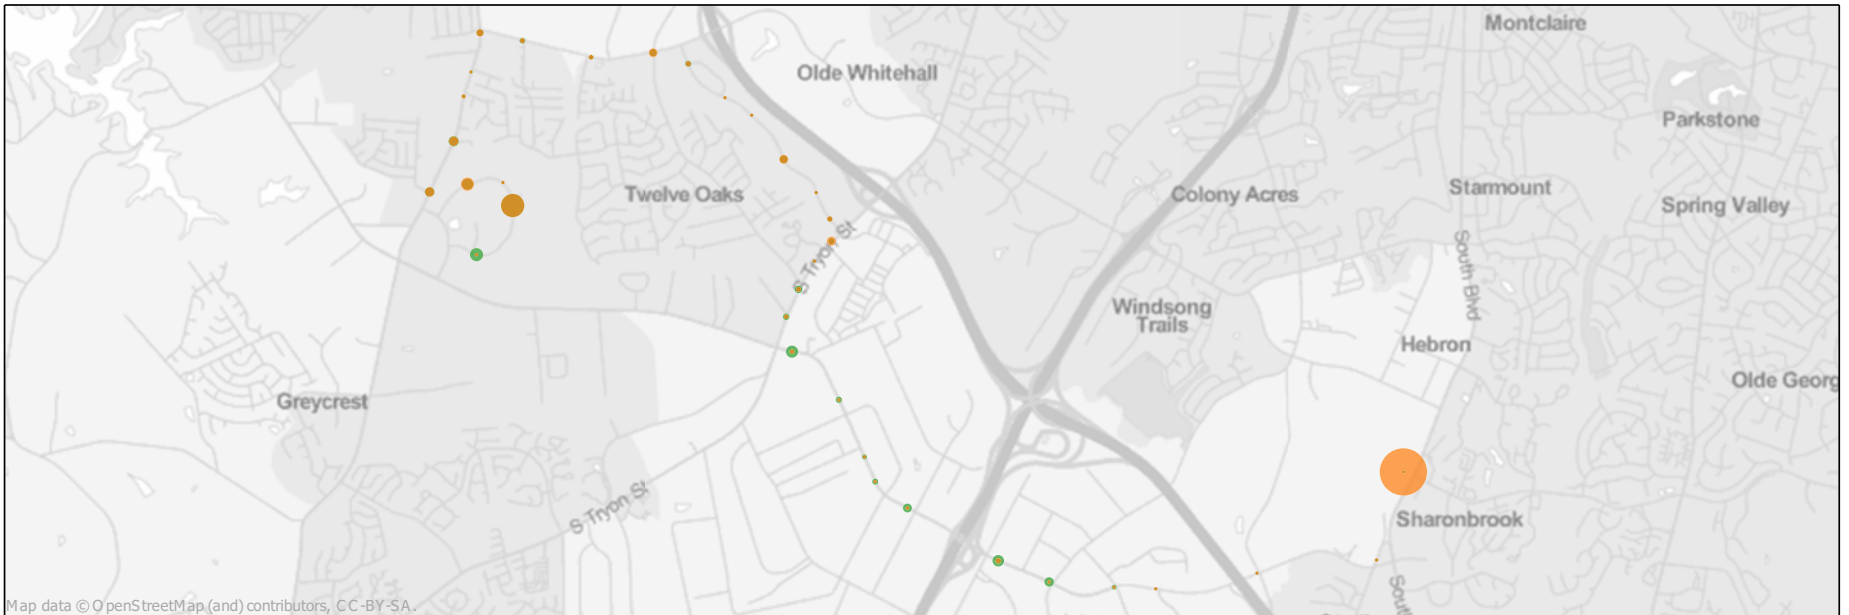 Montclaire
Olde Whitehall
Parkstone
Twelve Oaks
Colony Acres
Starmount
Spring Valley
S Tryon St
South Blvd
Windsong
Trails
Hebron
Olde Georg
Greycrest
S Tryon St
Sharonbrook
South
Map data © OpenStreetMap (and) contributors, CC-BY-SA.